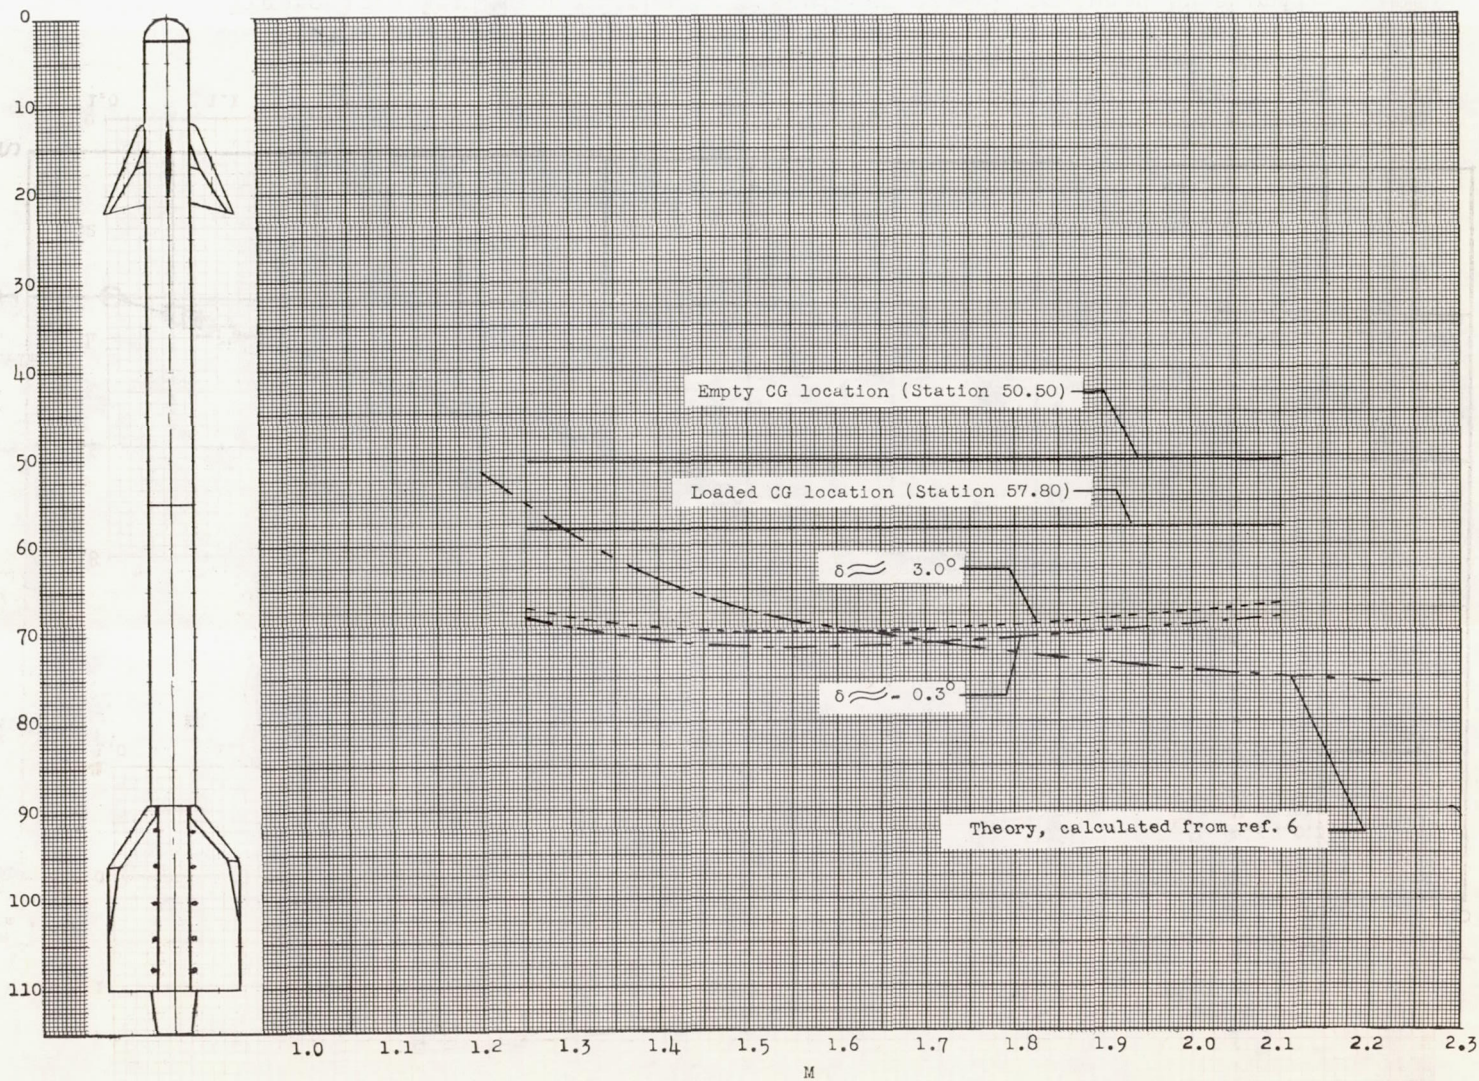 0
10
20
30
40
50
60
70
80
90
100
110
Empty CG location (Station 50.50)
Loaded CG location (Station 57.80)
δ≈ 3.0°
δ≈- 0.3°
Theory, calculated from ref. 6
1.0 1.1 1.2 1.3 1.4 1.5 1.6 1.7 1.8 1.9 2.0 2.1 2.2 2.3
M